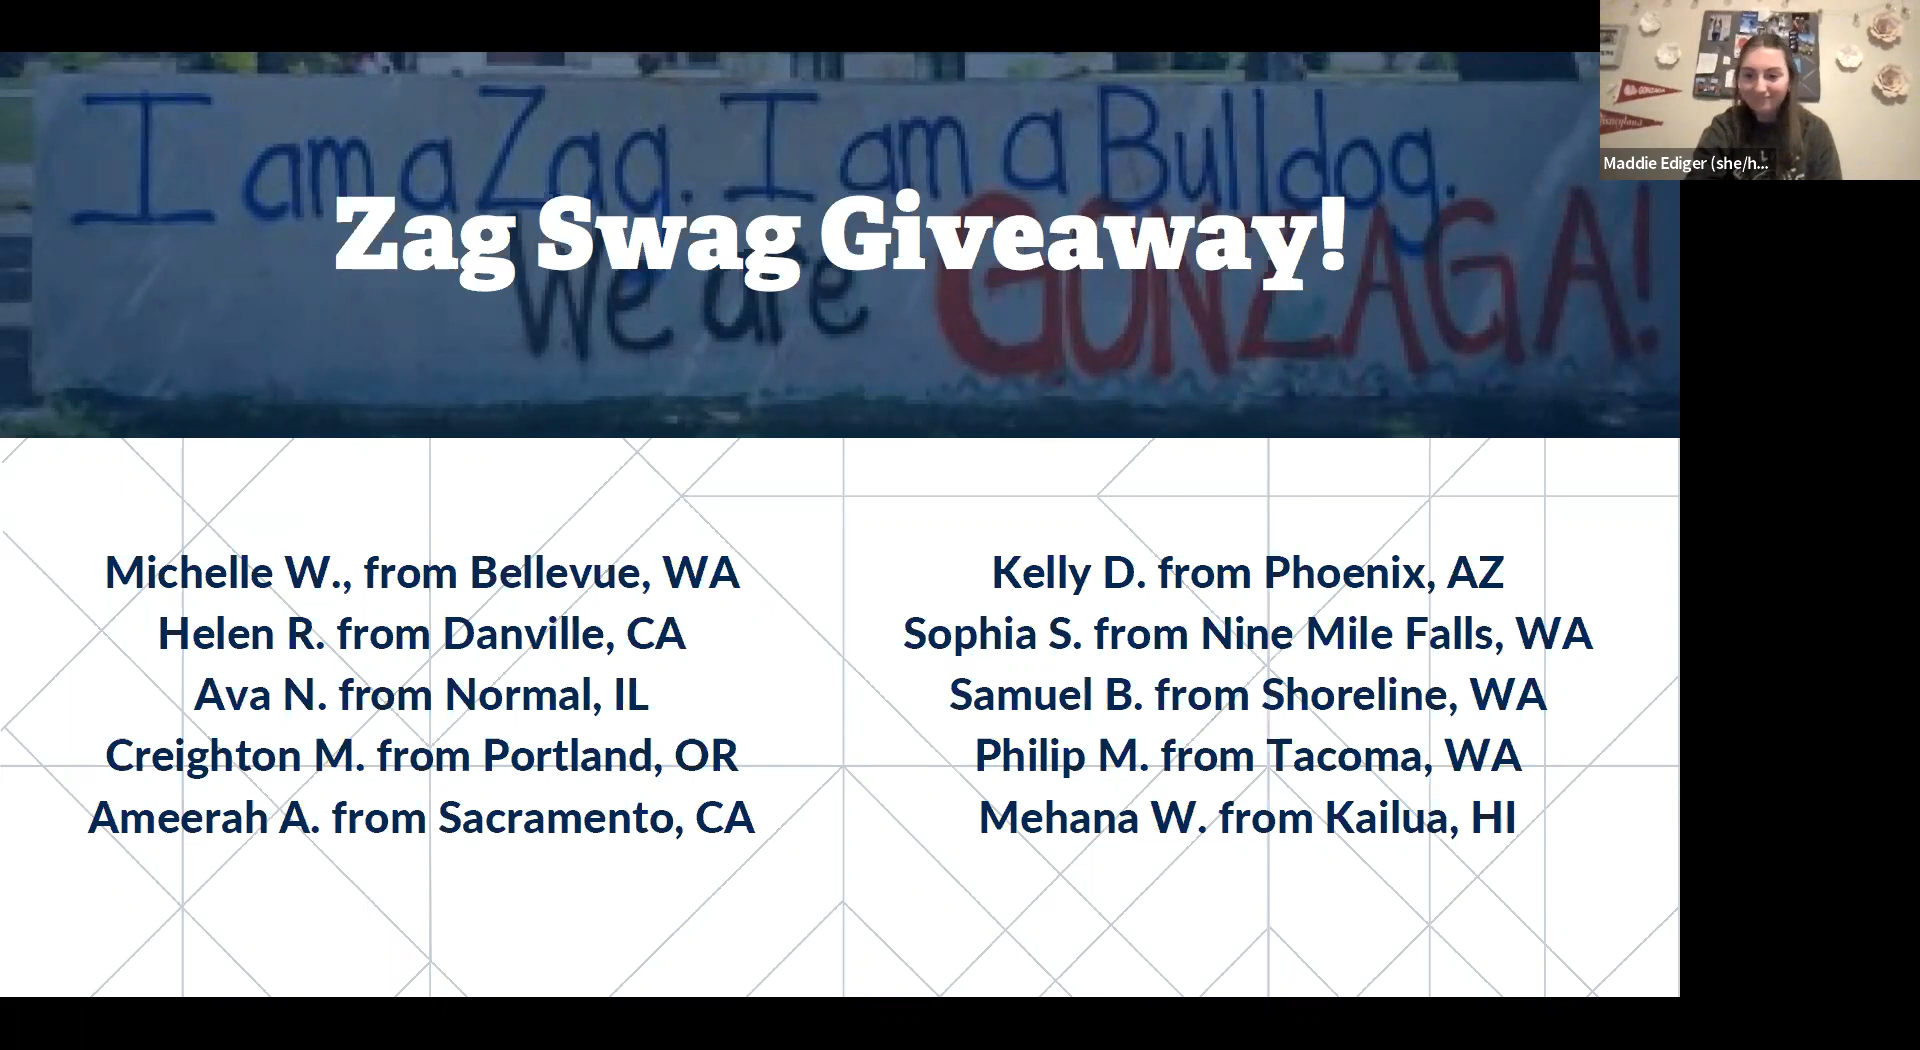 I am a Zag. I am a Bulldog.
Zag Swag Giveaway!
We are GONZAGA!
GONZAGA
Disneyland
Maddie Ediger (she/h...
Michelle W., from Bellevue, WA
Helen R. from Danville, CA
Ava N. from Normal, IL
Creighton M. from Portland, OR
Ameerah A. from Sacramento, CA
Kelly D. from Phoenix, AZ
Sophia S. from Nine Mile Falls, WA
Samuel B. from Shoreline, WA
Philip M. from Tacoma, WA
Mehana W. from Kailua, HI